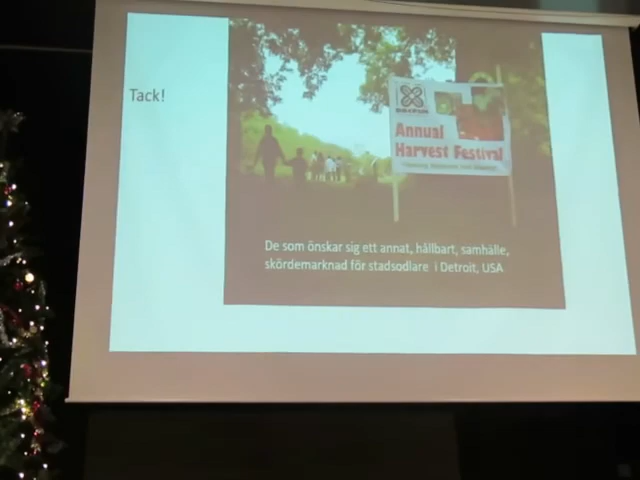 Tack!
Annual
Harvest Festival
De som önskar sig ett annat, hållbart, samhälle,
skördemarknad för stadsodlare i Detroit, USA